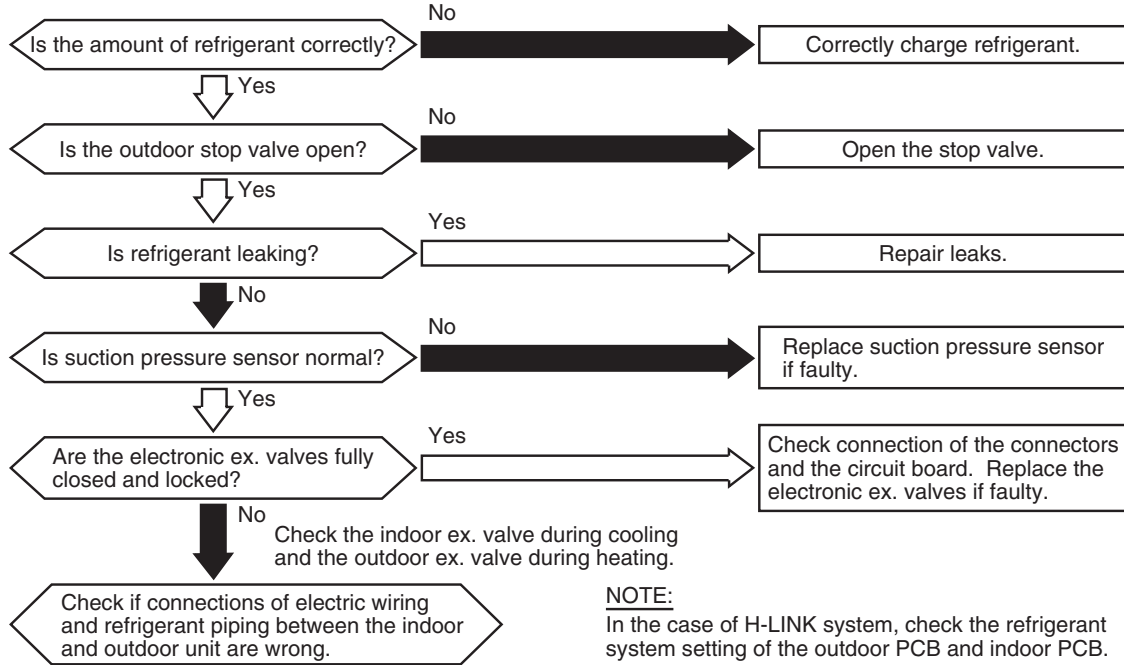 No
Is the amount of refrigerant correctly?
Correctly charge refrigerant.
Yes
No
Is the outdoor stop valve open?
Open the stop valve.
Yes
Yes
Is refrigerant leaking?
Repair leaks.
No
No
Is suction pressure sensor normal?
Replace suction pressure sensor
if faulty.
Yes
Yes
Are the electronic ex. valves fully
closed and locked?
Check connection of the connectors
and the circuit board. Replace the
electronic ex. valves if faulty.
No
Check the indoor ex. valve during cooling
and the outdoor ex. valve during heating.
Check if connections of electric wiring
and refrigerant piping between the indoor
and outdoor unit are wrong.
NOTE:
In the case of H-LINK system, check the refrigerant
system setting of the outdoor PCB and indoor PCB.